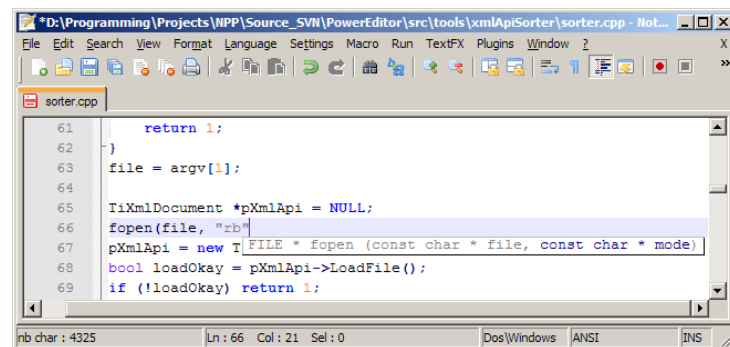 *D:\Programming\Projects\NPP\Source_SVN\PowerEditor\src\tools\xmlApiSorter\sorter.cpp - Not...
File Edit Search View Format Language Settings Macro Run TextFX Plugins Window ? X
sorter.cpp
61 return 1;
62 }
63 file = argv[1];
64
65 TiXmlDocument *pXmlApi = NULL;
66 fopen(file, "rb"
67 pXmlApi = new T FILE * fopen (const char * file, const char * mode)
68 bool loadOkay = pXmlApi->LoadFile();
69 if (!loadOkay) return 1;
nb char : 4325 Ln : 66 Col : 21 Sel : 0 Dos\Windows ANSI INS